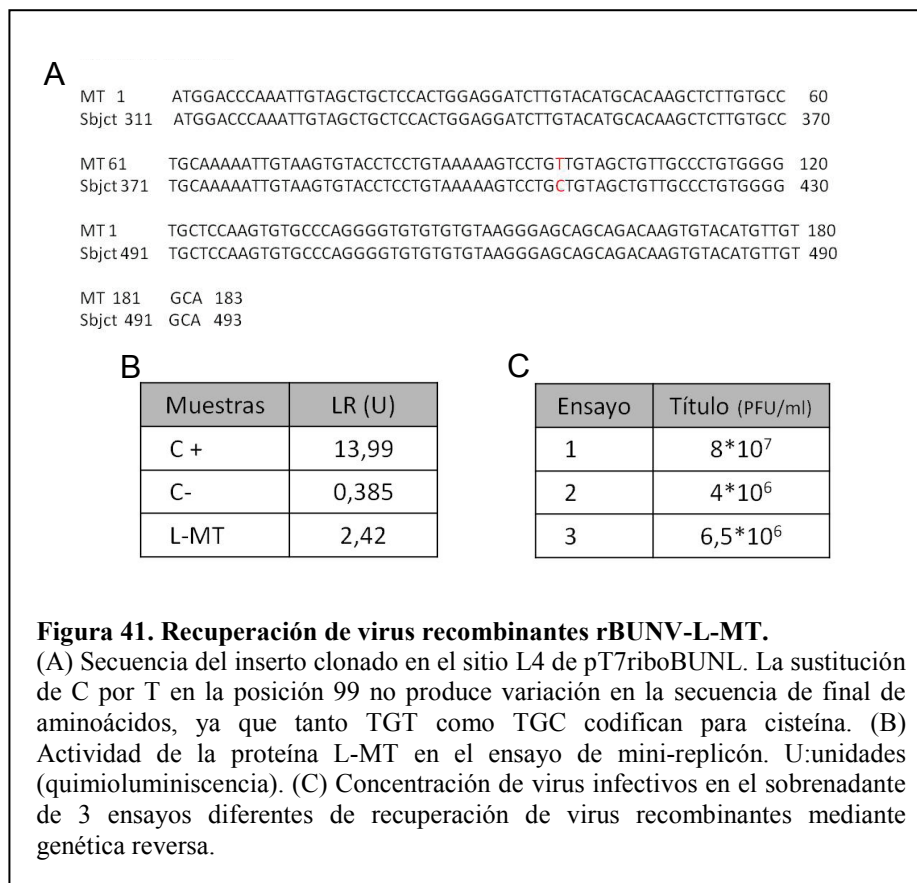 A
MT 1 ATGGACCCAAATTGTAGCTGCTCCACTGGAGGATCTTGTACATGCACAAGCTCTTGTGCC 60
Sbjct 311 ATGGACCCAAATTGTAGCTGCTCCACTGGAGGATCTTGTACATGCACAAGCTCTTGTGCC 370
MT 61 TGCAAAAATTGTAAGTGTACCTCCTGTAAAAAGTCCTGTTGTAGCTGTTGCCCTGTGGGG 120
Sbjct 371 TGCAAAAATTGTAAGTGTACCTCCTGTAAAAAGTCCTGCTGTAGCTGTTGCCCTGTGGGG 430
MT 1 TGCTCCAAGTGTGCCCAGGGGTGTGTGTGTAAGGGAGCAGCAGACAAGTGTACATGTTGT 180
Sbjct 491 TGCTCCAAGTGTGCCCAGGGGTGTGTGTGTAAGGGAGCAGCAGACAAGTGTACATGTTGT 490
MT 181 GCA 183
Sbjct 491 GCA 493
B
Muestras LR (U)
C + 13,99
C- 0,385
L-MT 2,42
C
Ensayo Título (PFU/ml)
1 8*10⁷
2 4*10⁶
3 6,5*10⁶
Figura 41. Recuperación de virus recombinantes rBUNV-L-MT.
(A) Secuencia del inserto clonado en el sitio L4 de pT7riboBUNL. La sustitución
de C por T en la posición 99 no produce variación en la secuencia de final de
aminoácidos, ya que tanto TGT como TGC codifican para cisteína. (B)
Actividad de la proteína L-MT en el ensayo de mini-replicón. U:unidades
(quimioluminiscencia). (C) Concentración de virus infectivos en el sobrenadante
de 3 ensayos diferentes de recuperación de virus recombinantes mediante
genética reversa.